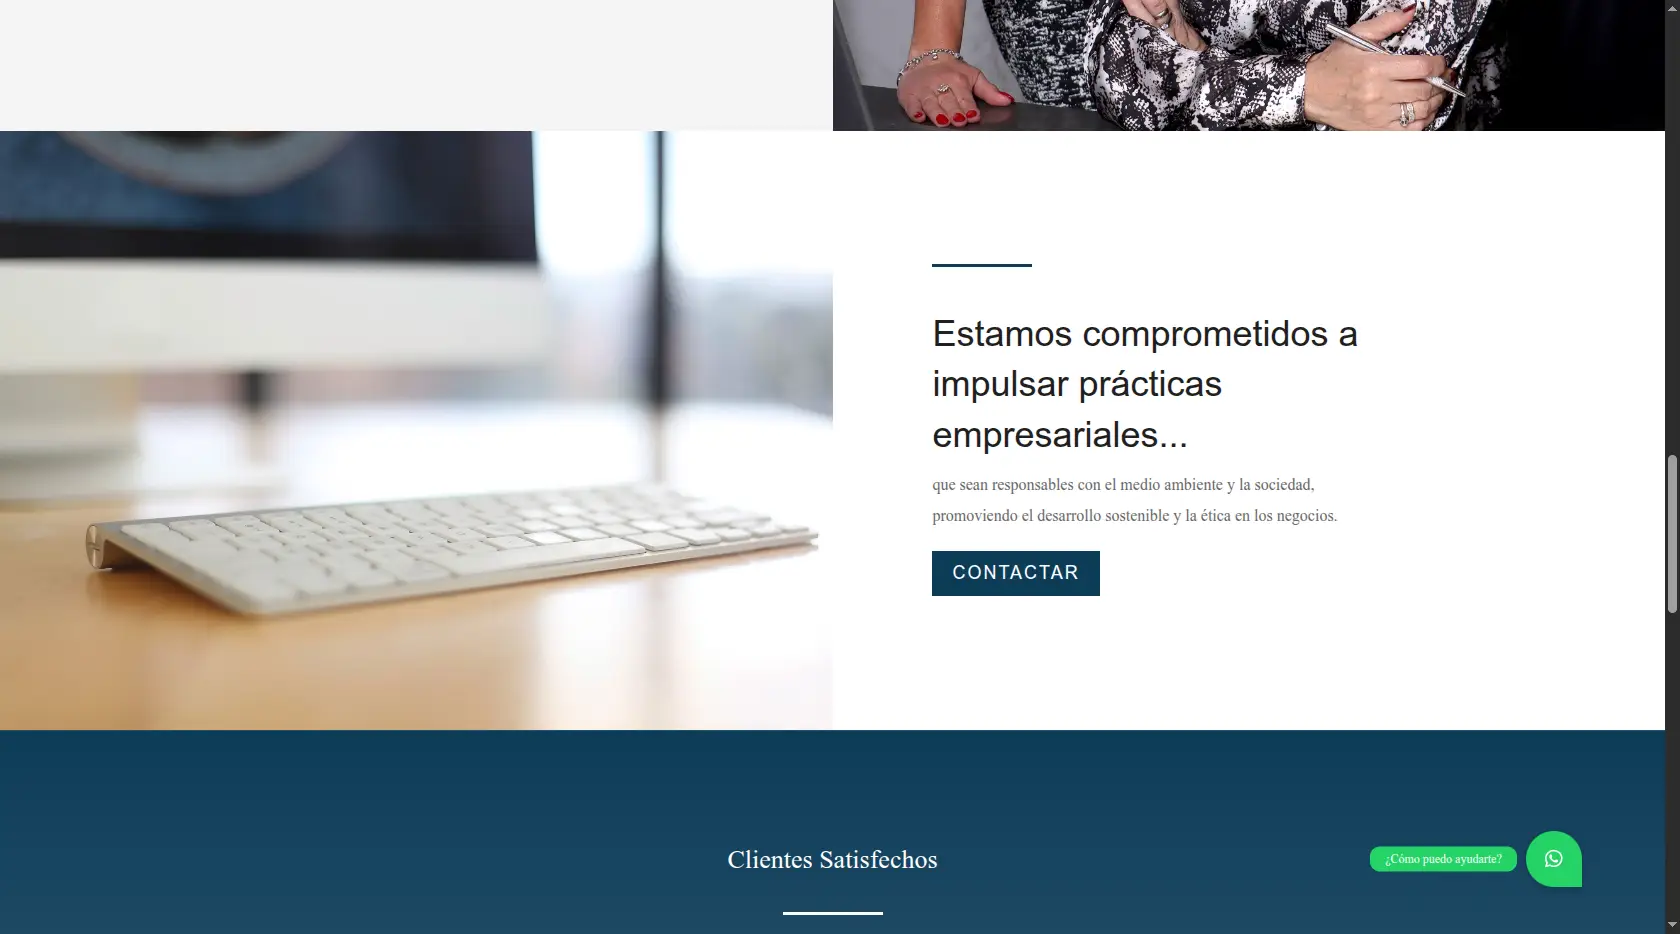 Estamos comprometidos a
impulsar prácticas
empresariales...
que sean responsables con el medio ambiente y la sociedad,
promoviendo el desarrollo sostenible y la ética en los negocios.
CONTACTAR
Clientes Satisfechos
¿Cómo puedo ayudarte?